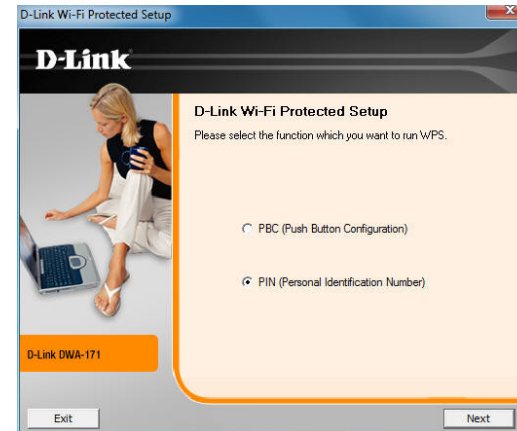 D-Link Wi-Fi Protected Setup
D-Link
D-Link Wi-Fi Protected Setup
Please select the function which you want to run WPS.
PBC (Push Button Configuration)
PIN (Personal Identification Number)
D-Link DWA-171
Exit
Next